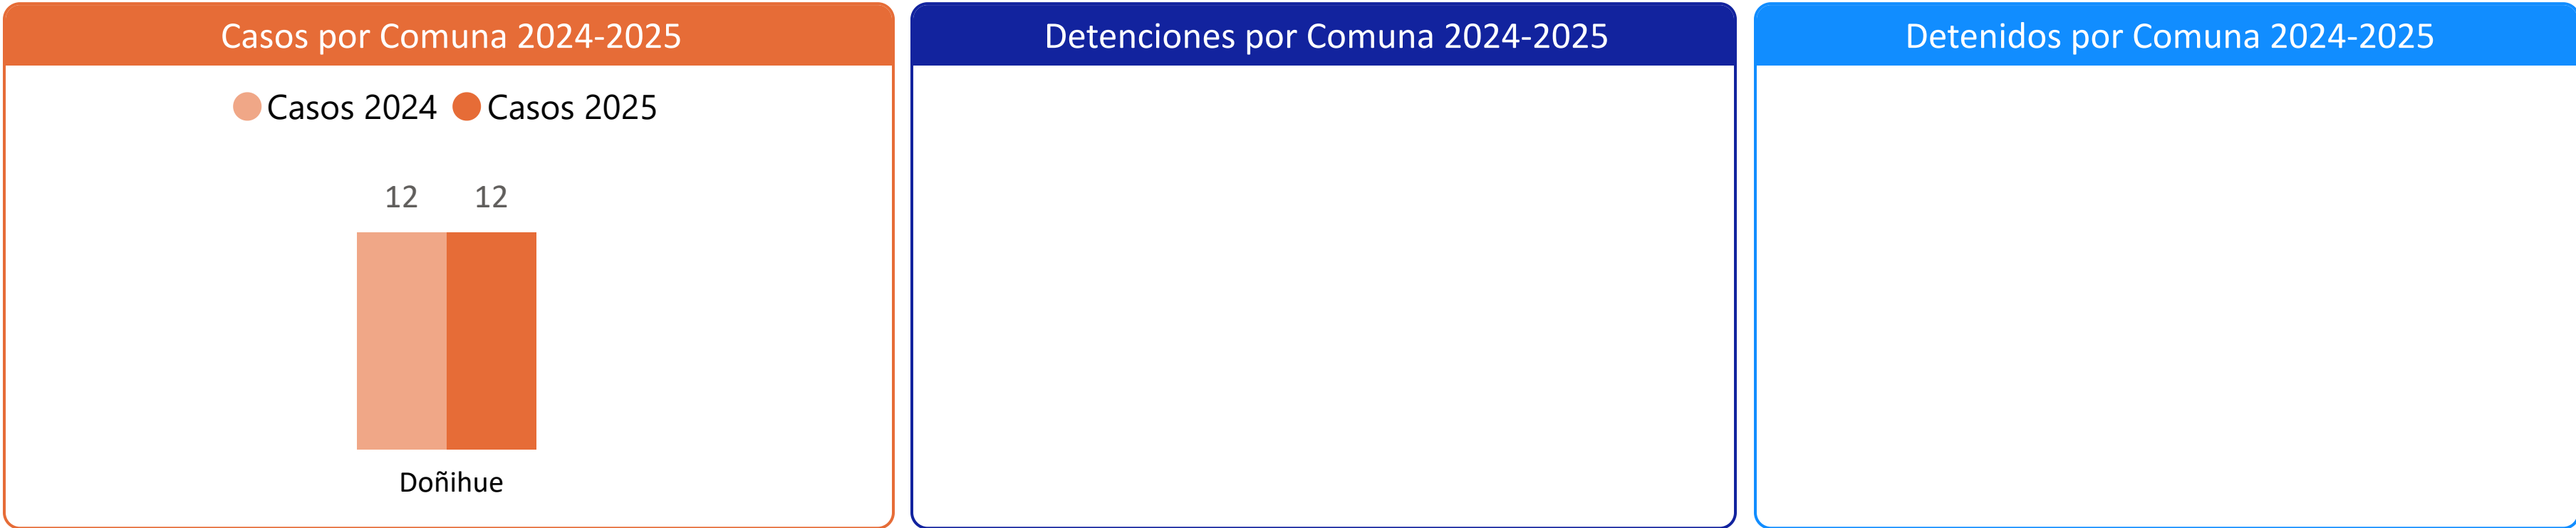 Casos por Comuna 2024-2025
Casos 2024 Casos 2025
12 12
Doñihue
Detenciones por Comuna 2024-2025
Detenidos por Comuna 2024-2025